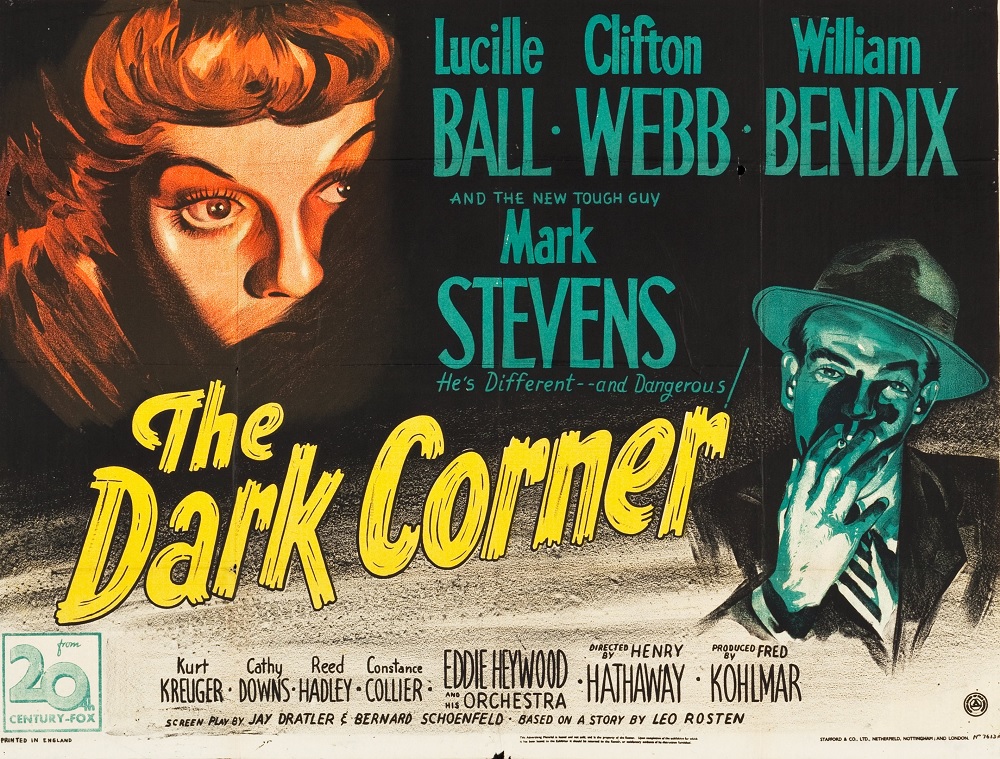 Lucille Clifton William
BALL · WEBB · BENDIX
AND THE NEW TOUGH GUY
Mark
STEVENS
He's Different--and Dangerous!
The
Dark Corner
from
20th
CENTURY-FOX
Kurt KREUGER · Cathy DOWNS · Reed HADLEY · Constance COLLIER · EDDIE HEYWOOD AND HIS ORCHESTRA · DIRECTED BY HENRY HATHAWAY · PRODUCED BY FRED KOHLMAR
SCREEN PLAY BY JAY DRATLER & BERNARD SCHOENFELD · BASED ON A STORY BY LEO ROSTEN
PRINTED IN ENGLAND
STAFFORD & CO., LTD., NETHERFIELD, NOTTINGHAM; AND LONDON.